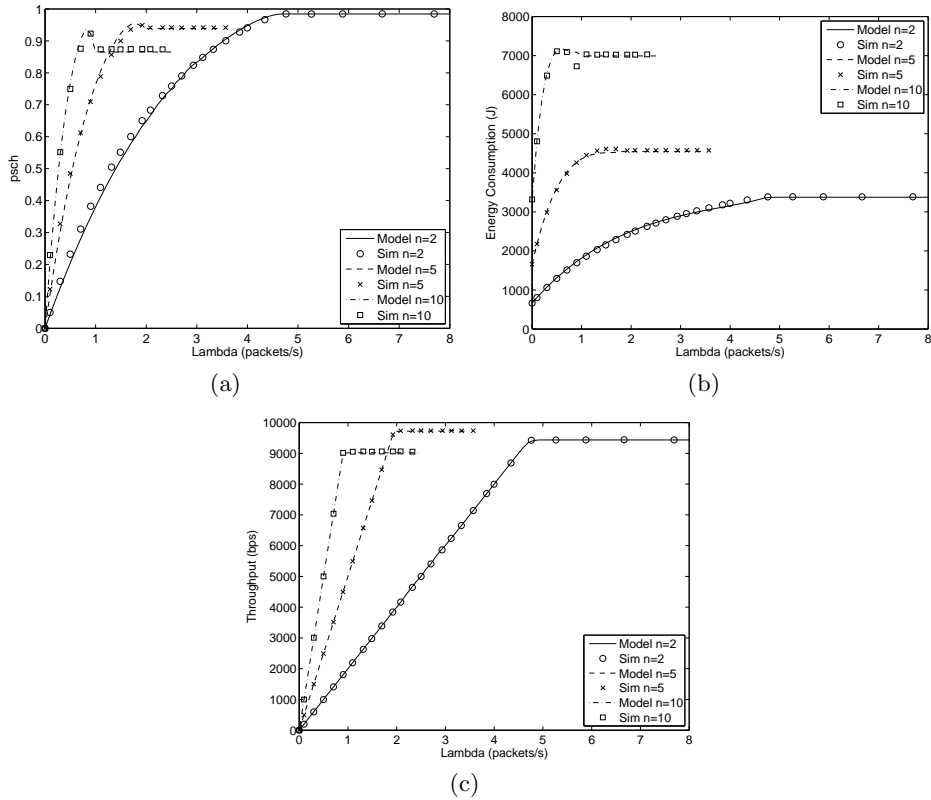 1
0.9
0.8
0.7
0.6
0.5
0.4
0.3
0.2
0.1
0
psch
0 1 2 3 4 5 6 7 8
Lambda (packets/s)
Model n=2
Sim n=2
Model n=5
Sim n=5
Model n=10
Sim n=10
(a)
8000
7000
6000
5000
4000
3000
2000
1000
0
Energy Consumption (J)
0 1 2 3 4 5 6 7 8
Lambda (packets/s)
Model n=2
Sim n=2
Model n=5
Sim n=5
Model n=10
Sim n=10
(b)
10000
9000
8000
7000
6000
5000
4000
3000
2000
1000
0
Throughput (bps)
0 1 2 3 4 5 6 7 8
Lambda (packets/s)
Model n=2
Sim n=2
Model n=5
Sim n=5
Model n=10
Sim n=10
(c)